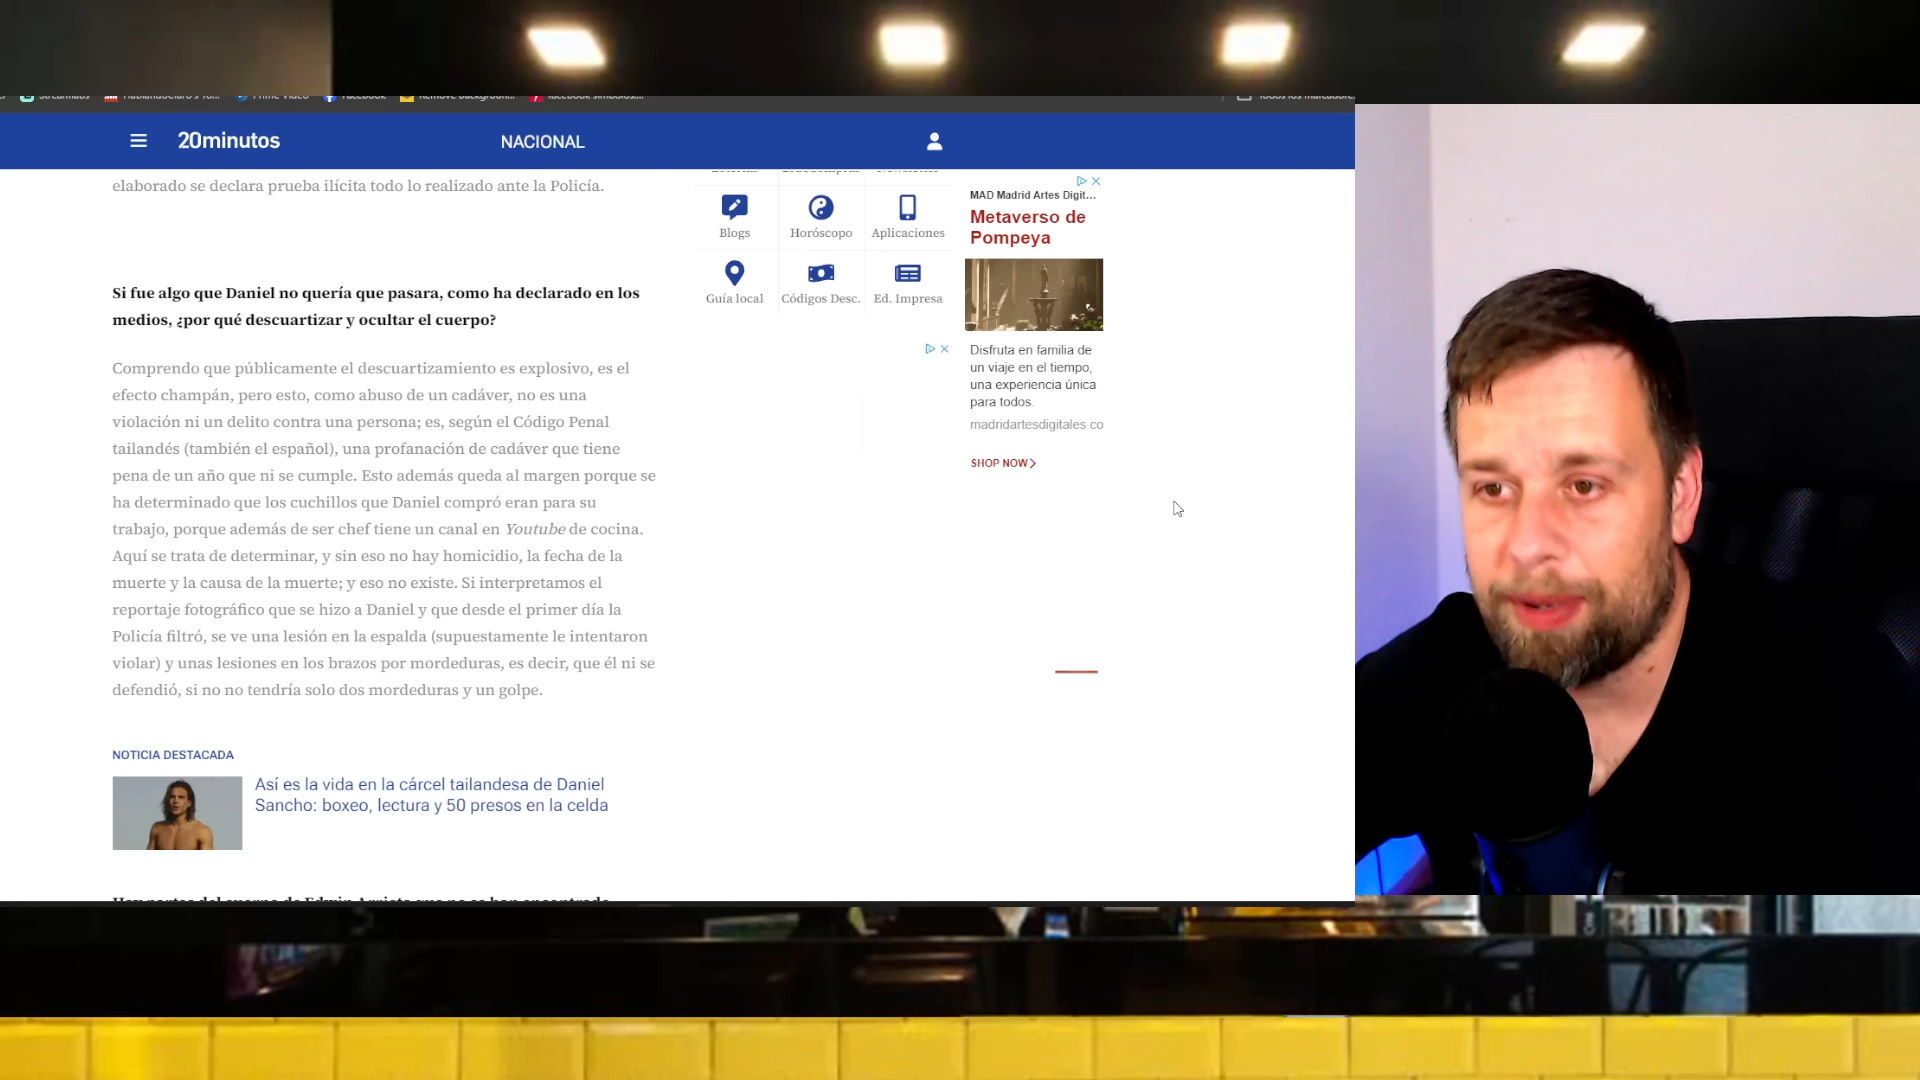 Prime Video
Facebook
Remove Backgroun...
facebook símbolos...
20minutos
NACIONAL
elaborado se declara prueba ilícita todo lo realizado ante la Policía.
Si fue algo que Daniel no quería que pasara, como ha declarado en los
medios, ¿por qué descuartizar y ocultar el cuerpo?
Comprendo que públicamente el descuartizamiento es explosivo, es el
efecto champán, pero esto, como abuso de un cadáver, no es una
violación ni un delito contra una persona; es, según el Código Penal
tailandés (también el español), una profanación de cadáver que tiene
pena de un año que ni se cumple. Esto además queda al margen porque se
ha determinado que los cuchillos que Daniel compró eran para su
trabajo, porque además de ser chef tiene un canal en Youtube de cocina.
Aquí se trata de determinar, y sin eso no hay homicidio, la fecha de la
muerte y la causa de la muerte; y eso no existe. Si interpretamos el
reportaje fotográfico que se hizo a Daniel y que desde el primer día la
Policía filtró, se ve una lesión en la espalda (supuestamente le intentaron
violar) y unas lesiones en los brazos por mordeduras, es decir, que él ni se
defendió, si no no tendría solo dos mordeduras y un golpe.
NOTICIA DESTACADA
Así es la vida en la cárcel tailandesa de Daniel
Sancho: boxeo, lectura y 50 presos en la celda
Blogs
Horóscopo
Aplicaciones
Guía local
Códigos Desc.
Ed. Impresa
MAD Madrid Artes Digit...
Metaverso de
Pompeya
Disfruta en familia de
un viaje en el tiempo,
una experiencia única
para todos.
madridartesdigitales.co
SHOP NOW